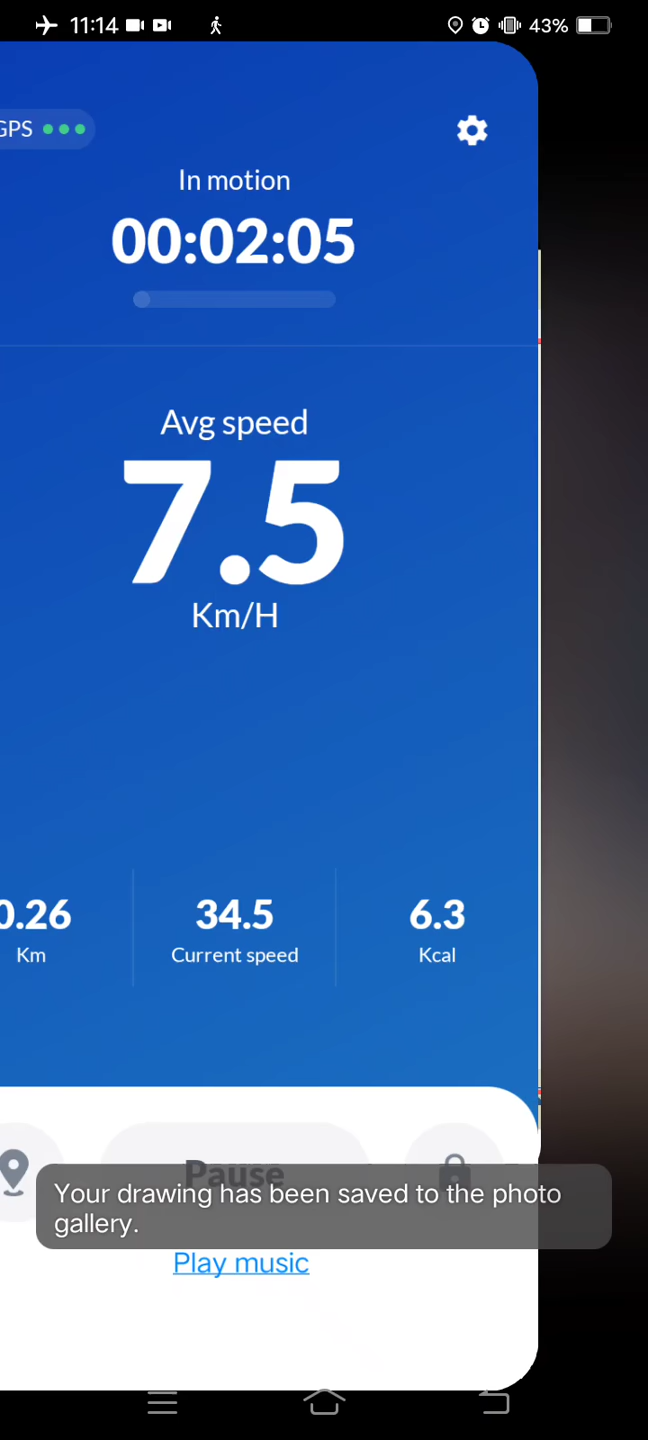 11:14
43%
GPS
In motion
00:02:05
Avg speed
7.5
Km/H
0.26
Km
34.5
Current speed
6.3
Kcal
Pause
Your drawing has been saved to the photo
gallery.
Play music